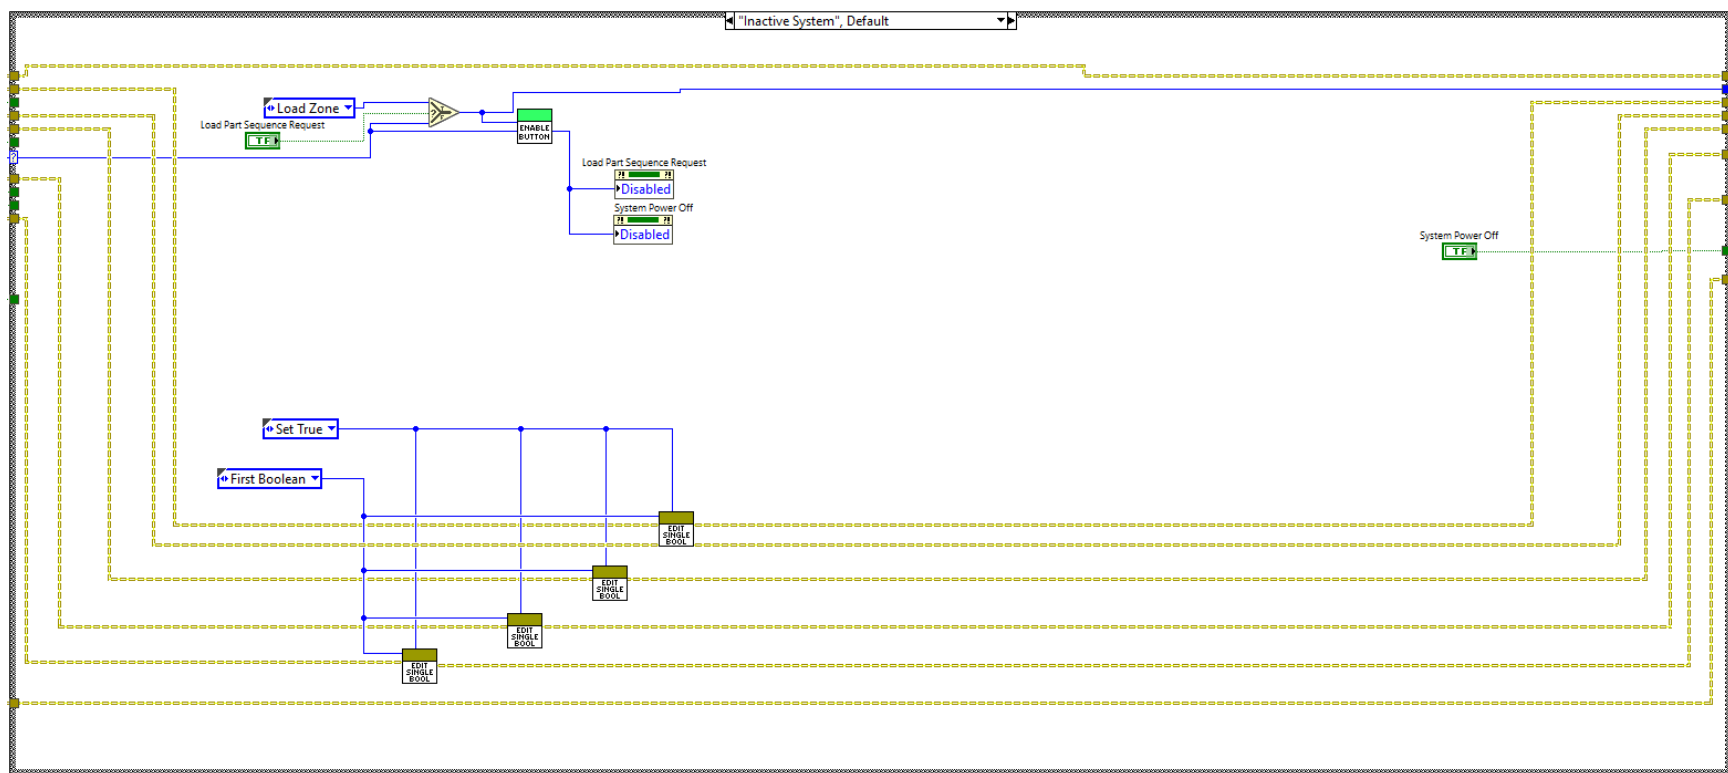 "Inactive System", Default
Load Zone
Load Part Sequence Request
TF
?
T
?
F
ENABLE
BUTTON
Load Part Sequence Request
?! ?!
Disabled
System Power Off
?! ?!
Disabled
System Power Off
TF
Set True
First Boolean
EDIT
SINGLE
BOOL
EDIT
SINGLE
BOOL
EDIT
SINGLE
BOOL
EDIT
SINGLE
BOOL